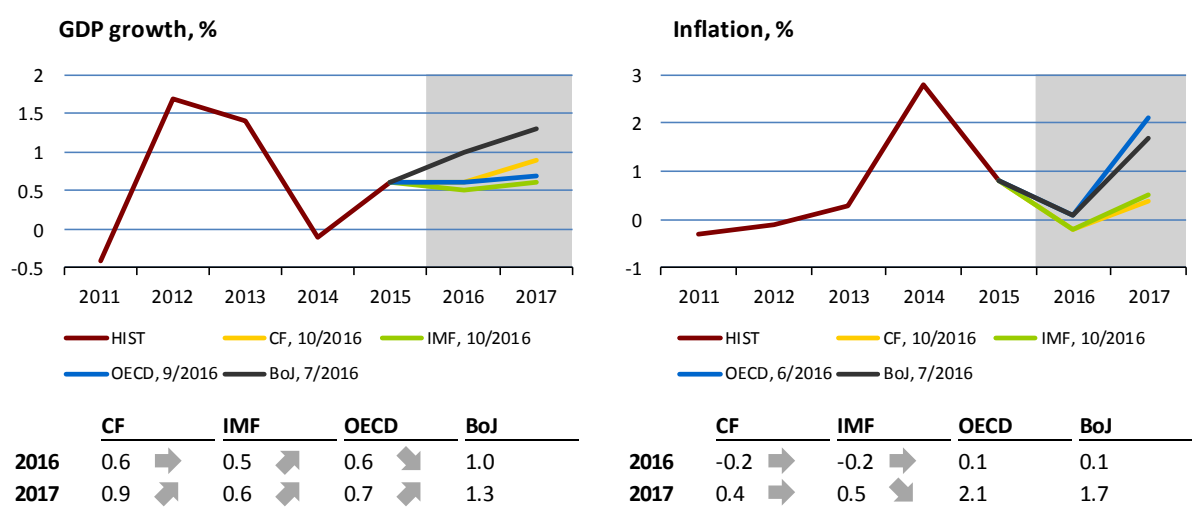 GDP growth, %
2
1.5
1
0.5
0
-0.5
2011 2012 2013 2014 2015 2016 2017
HIST CF, 10/2016 IMF, 10/2016
OECD, 9/2016 BoJ, 7/2016
CF IMF OECD BoJ
2016 0.6 0.5 0.6 1.0
2017 0.9 0.6 0.7 1.3
Inflation, %
3
2
1
0
-1
2011 2012 2013 2014 2015 2016 2017
HIST CF, 10/2016 IMF, 10/2016
OECD, 6/2016 BoJ, 7/2016
CF IMF OECD BoJ
2016 -0.2 -0.2 0.1 0.1
2017 0.4 0.5 2.1 1.7